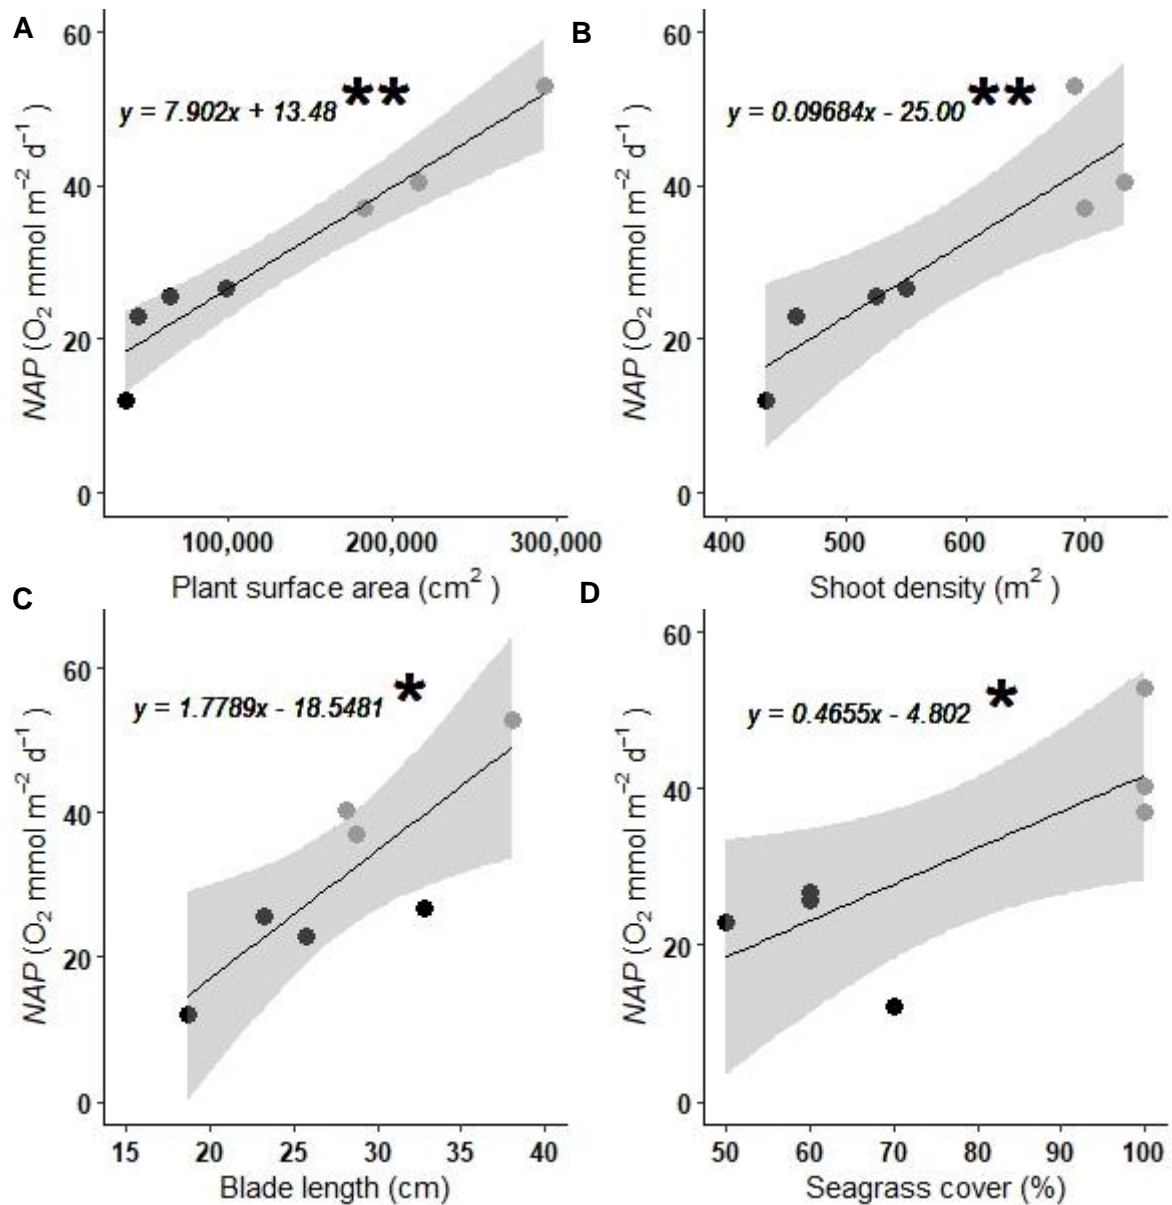 A
60
40
20
0
NAP (O₂ mmol m⁻² d⁻¹ )
y = 7.902x + 13.48 **
100,000 200,000 300,000
Plant surface area (cm² )
B
60
40
20
0
NAP (O₂ mmol m⁻² d⁻¹ )
y = 0.09684x - 25.00 **
400 500 600 700
Shoot density (m² )
C
60
40
20
0
NAP (O₂ mmol m⁻² d⁻¹ )
y = 1.7789x - 18.5481 *
15 20 25 30 35 40
Blade length (cm)
D
60
40
20
0
NAP (O₂ mmol m⁻² d⁻¹ )
y = 0.4655x - 4.802 *
50 60 70 80 90 100
Seagrass cover (%)